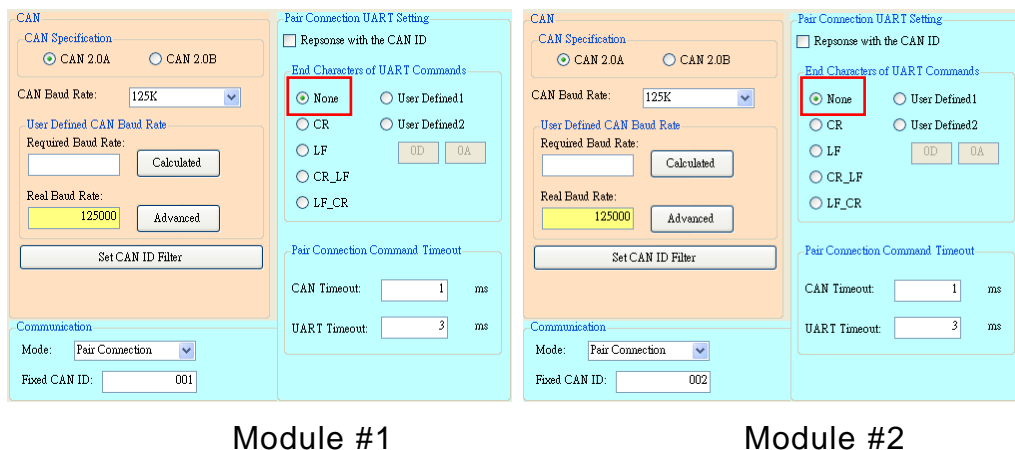 CAN
CAN Specification
CAN 2.0A CAN 2.0B
CAN Baud Rate: 125K
User Defined CAN Baud Rate
Required Baud Rate:
Calculated
Real Baud Rate:
125000 Advanced
Set CAN ID Filter
Communication
Mode: Pair Connection
Fixed CAN ID: 001
Pair Connection UART Setting
Repsonse with the CAN ID
End Characters of UART Commands
None User Defined1
CR User Defined2
LF 0D 0A
CR_LF
LF_CR
Pair Connection Command Timeout
CAN Timeout: 1 ms
UART Timeout: 3 ms
Module #1
CAN
CAN Specification
CAN 2.0A CAN 2.0B
CAN Baud Rate: 125K
User Defined CAN Baud Rate
Required Baud Rate:
Calculated
Real Baud Rate:
125000 Advanced
Set CAN ID Filter
Communication
Mode: Pair Connection
Fixed CAN ID: 002
Pair Connection UART Setting
Repsonse with the CAN ID
End Characters of UART Commands
None User Defined1
CR User Defined2
LF 0D 0A
CR_LF
LF_CR
Pair Connection Command Timeout
CAN Timeout: 1 ms
UART Timeout: 3 ms
Module #2